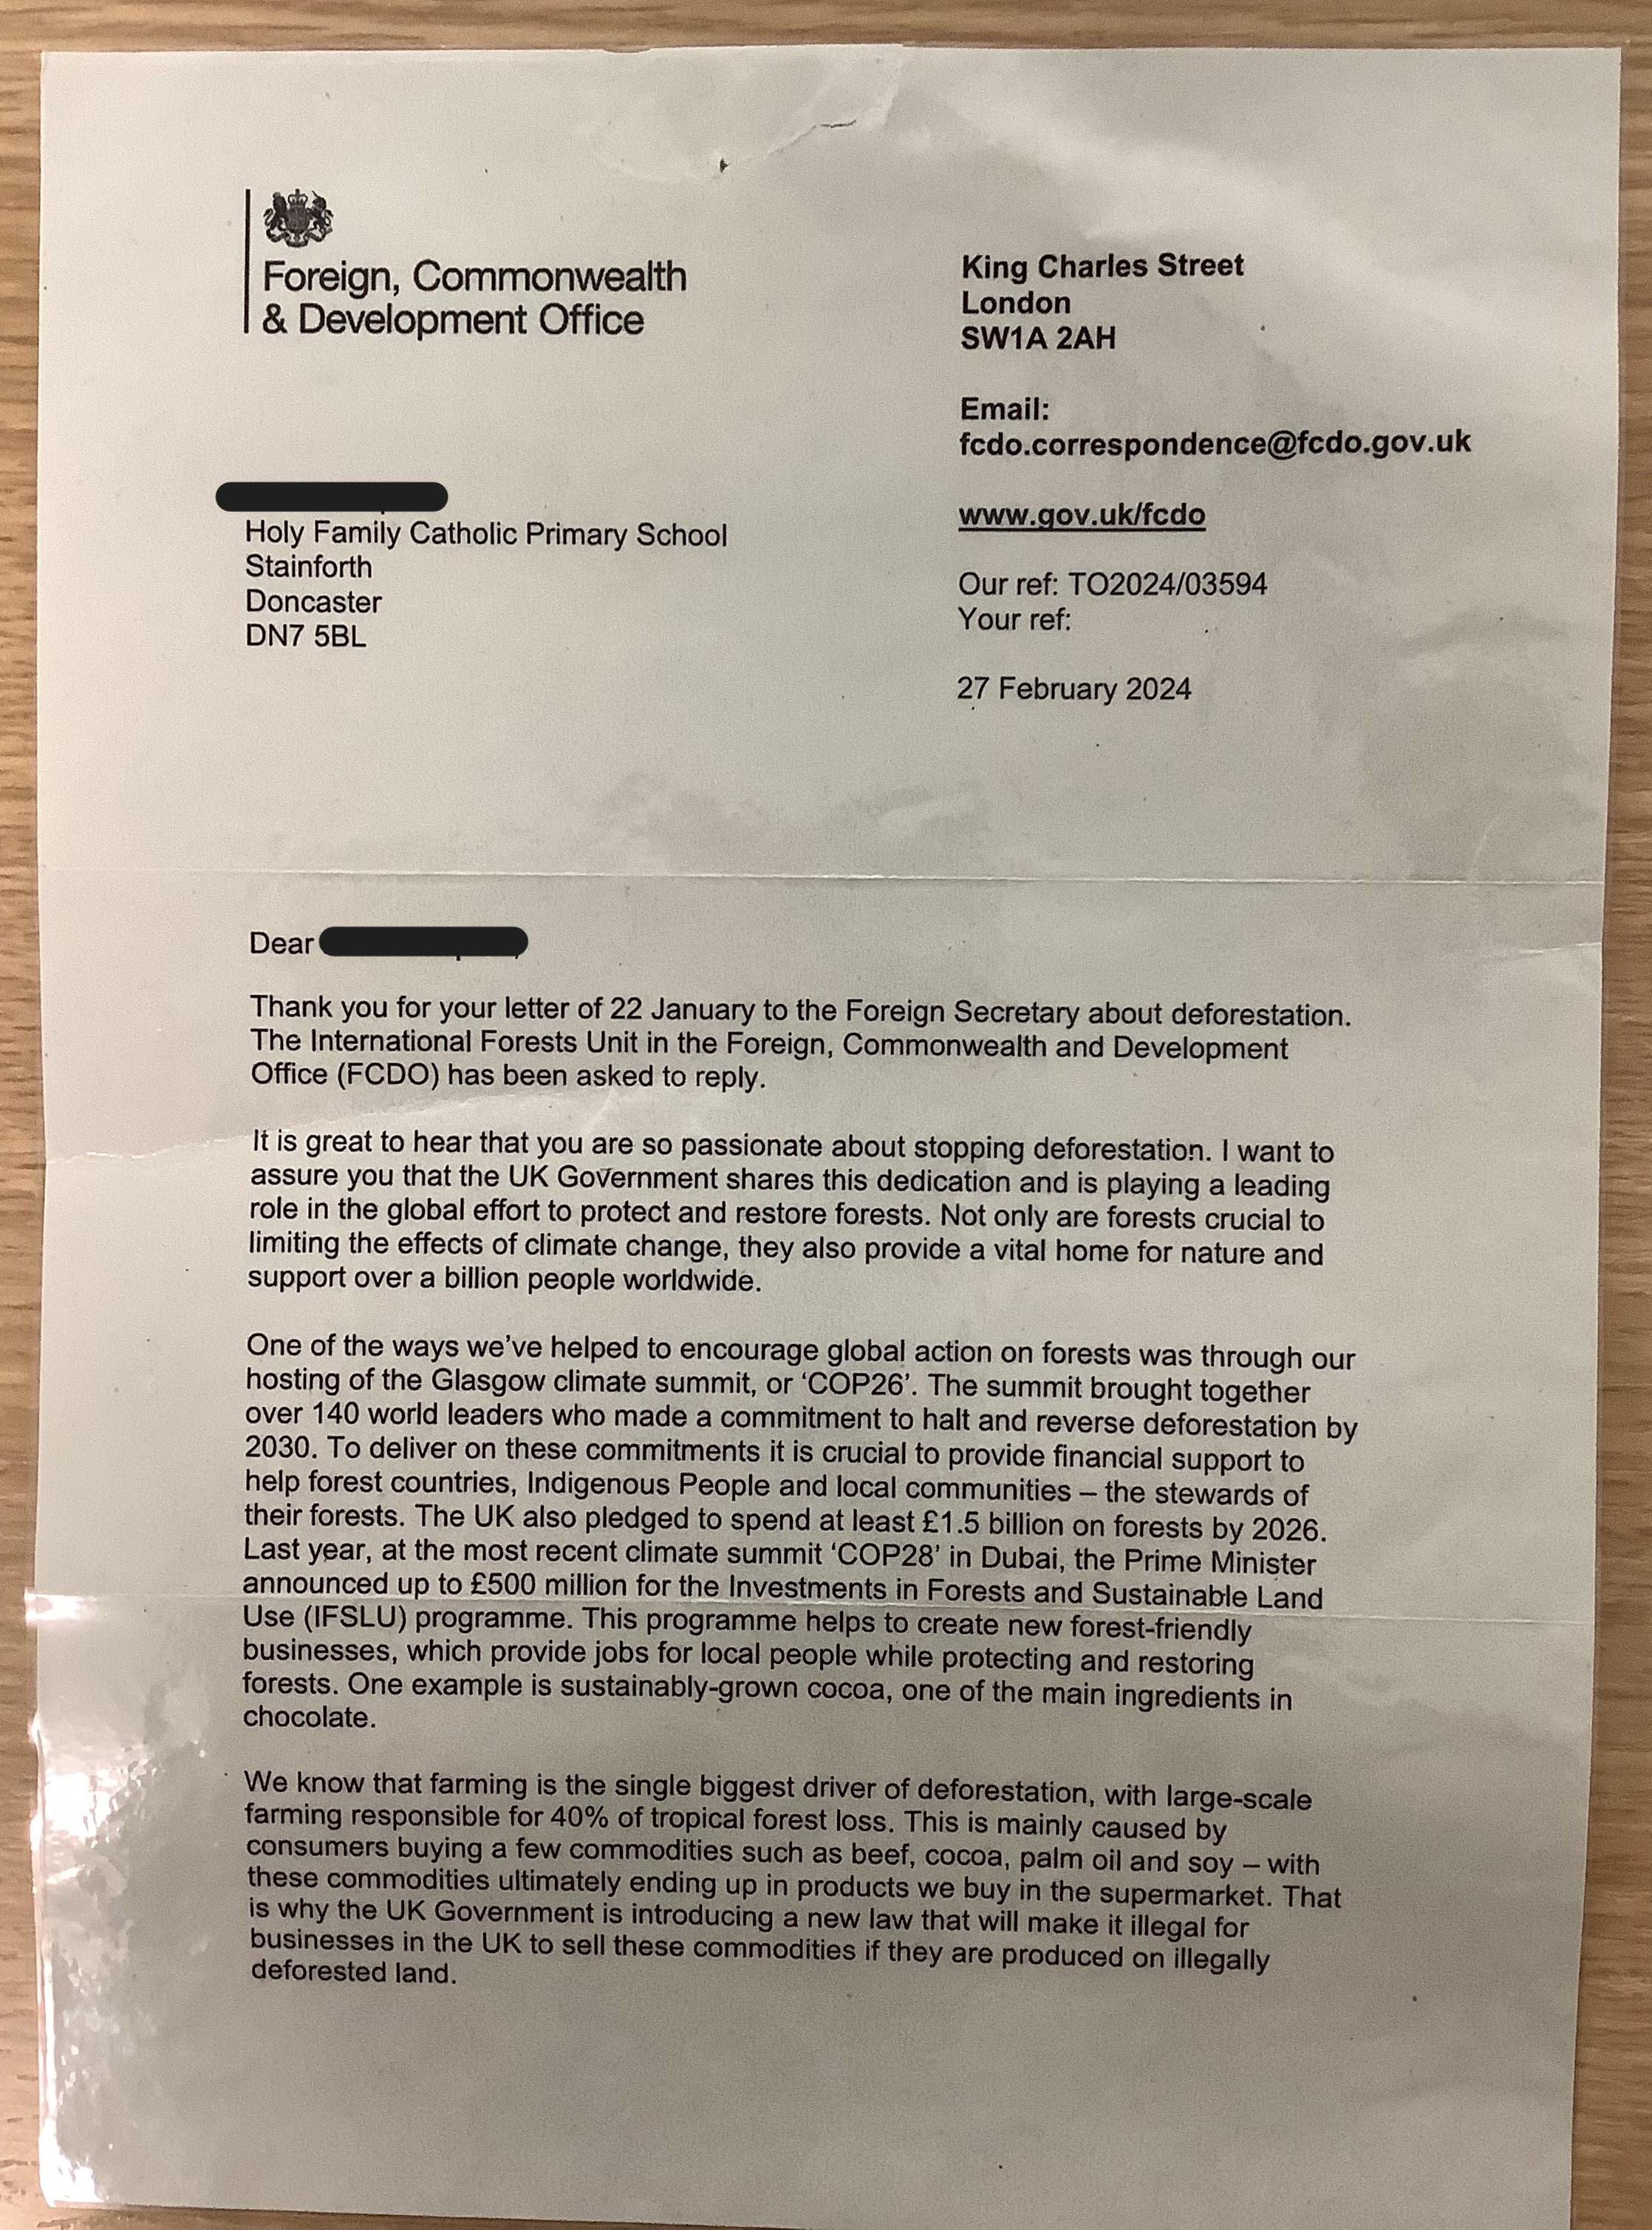 Foreign, Commonwealth
& Development Office
King Charles Street
London
SW1A 2AH
Email:
fcdo.correspondence@fcdo.gov.uk
www.gov.uk/fcdo
Our ref: TO2024/03594
Your ref:
27 February 2024
Holy Family Catholic Primary School
Stainforth
Doncaster
DN7 5BL
Dear
Thank you for your letter of 22 January to the Foreign Secretary about deforestation.
The International Forests Unit in the Foreign, Commonwealth and Development
Office (FCDO) has been asked to reply.
It is great to hear that you are so passionate about stopping deforestation. I want to
assure you that the UK Government shares this dedication and is playing a leading
role in the global effort to protect and restore forests. Not only are forests crucial to
limiting the effects of climate change, they also provide a vital home for nature and
support over a billion people worldwide.
One of the ways we’ve helped to encourage global action on forests was through our
hosting of the Glasgow climate summit, or ‘COP26’. The summit brought together
over 140 world leaders who made a commitment to halt and reverse deforestation by
2030. To deliver on these commitments it is crucial to provide financial support to
help forest countries, Indigenous People and local communities – the stewards of
their forests. The UK also pledged to spend at least £1.5 billion on forests by 2026.
Last year, at the most recent climate summit ‘COP28’ in Dubai, the Prime Minister
announced up to £500 million for the Investments in Forests and Sustainable Land
Use (IFSLU) programme. This programme helps to create new forest-friendly
businesses, which provide jobs for local people while protecting and restoring
forests. One example is sustainably-grown cocoa, one of the main ingredients in
chocolate.
We know that farming is the single biggest driver of deforestation, with large-scale
farming responsible for 40% of tropical forest loss. This is mainly caused by
consumers buying a few commodities such as beef, cocoa, palm oil and soy – with
these commodities ultimately ending up in products we buy in the supermarket. That
is why the UK Government is introducing a new law that will make it illegal for
businesses in the UK to sell these commodities if they are produced on illegally
deforested land.